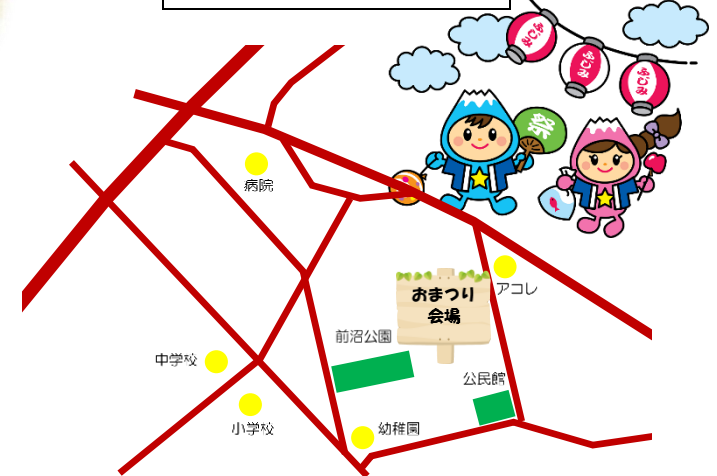 ふじみ
ふじみ
ふじみ
祭
病院
アコレ
おまつり
会場
前沼公園
中学校
公民館
小学校
幼稚園